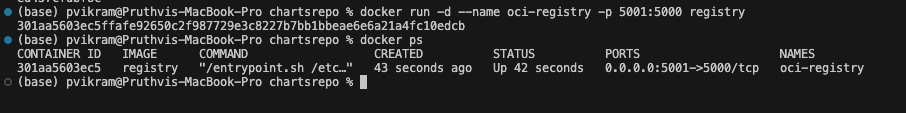 (base) pvikram@Pruthvis-MacBook-Pro chartsrepo % docker run -d --name oci-registry -p 5001:5000 registry
301aa5603ec5ffafe92650c2f987729e3c8227b7bb1bbeae6e6a21a4fc10edcb
(base) pvikram@Pruthvis-MacBook-Pro chartsrepo % docker ps
CONTAINER ID IMAGE COMMAND CREATED STATUS PORTS NAMES
301aa5603ec5 registry "/entrypoint.sh /etc…" 43 seconds ago Up 42 seconds 0.0.0.0:5001->5000/tcp oci-registry
(base) pvikram@Pruthvis-MacBook-Pro chartsrepo %